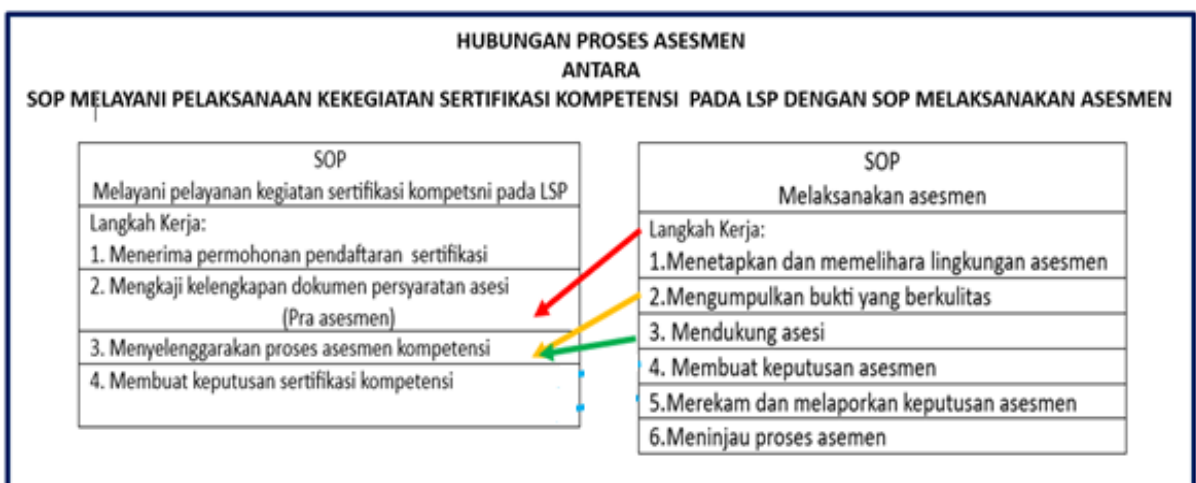 HUBUNGAN PROSES ASESMEN
ANTARA
SOP MELAYANI PELAKSANAAN KEKEGIATAN SERTIFIKASI KOMPETENSI PADA LSP DENGAN SOP MELAKSANAKAN ASESMEN
SOP
Melayani pelayanan kegiatan sertifikasi kompetsni pada LSP
Langkah Kerja:
1. Menerima permohonan pendaftaran sertifikasi
2. Mengkaji kelengkapan dokumen persyaratan asesi
(Pra asesmen)
3. Menyelenggarakan proses asesmen kompetensi
4. Membuat keputusan sertifikasi kompetensi
SOP
Melaksanakan asesmen
Langkah Kerja:
1.Menetapkan dan memelihara lingkungan asesmen
2.Mengumpulkan bukti yang berkulitas
3. Mendukung asesi
4. Membuat keputusan asesmen
5.Merekam dan melaporkan keputusan asesmen
6.Meninjau proses asemen